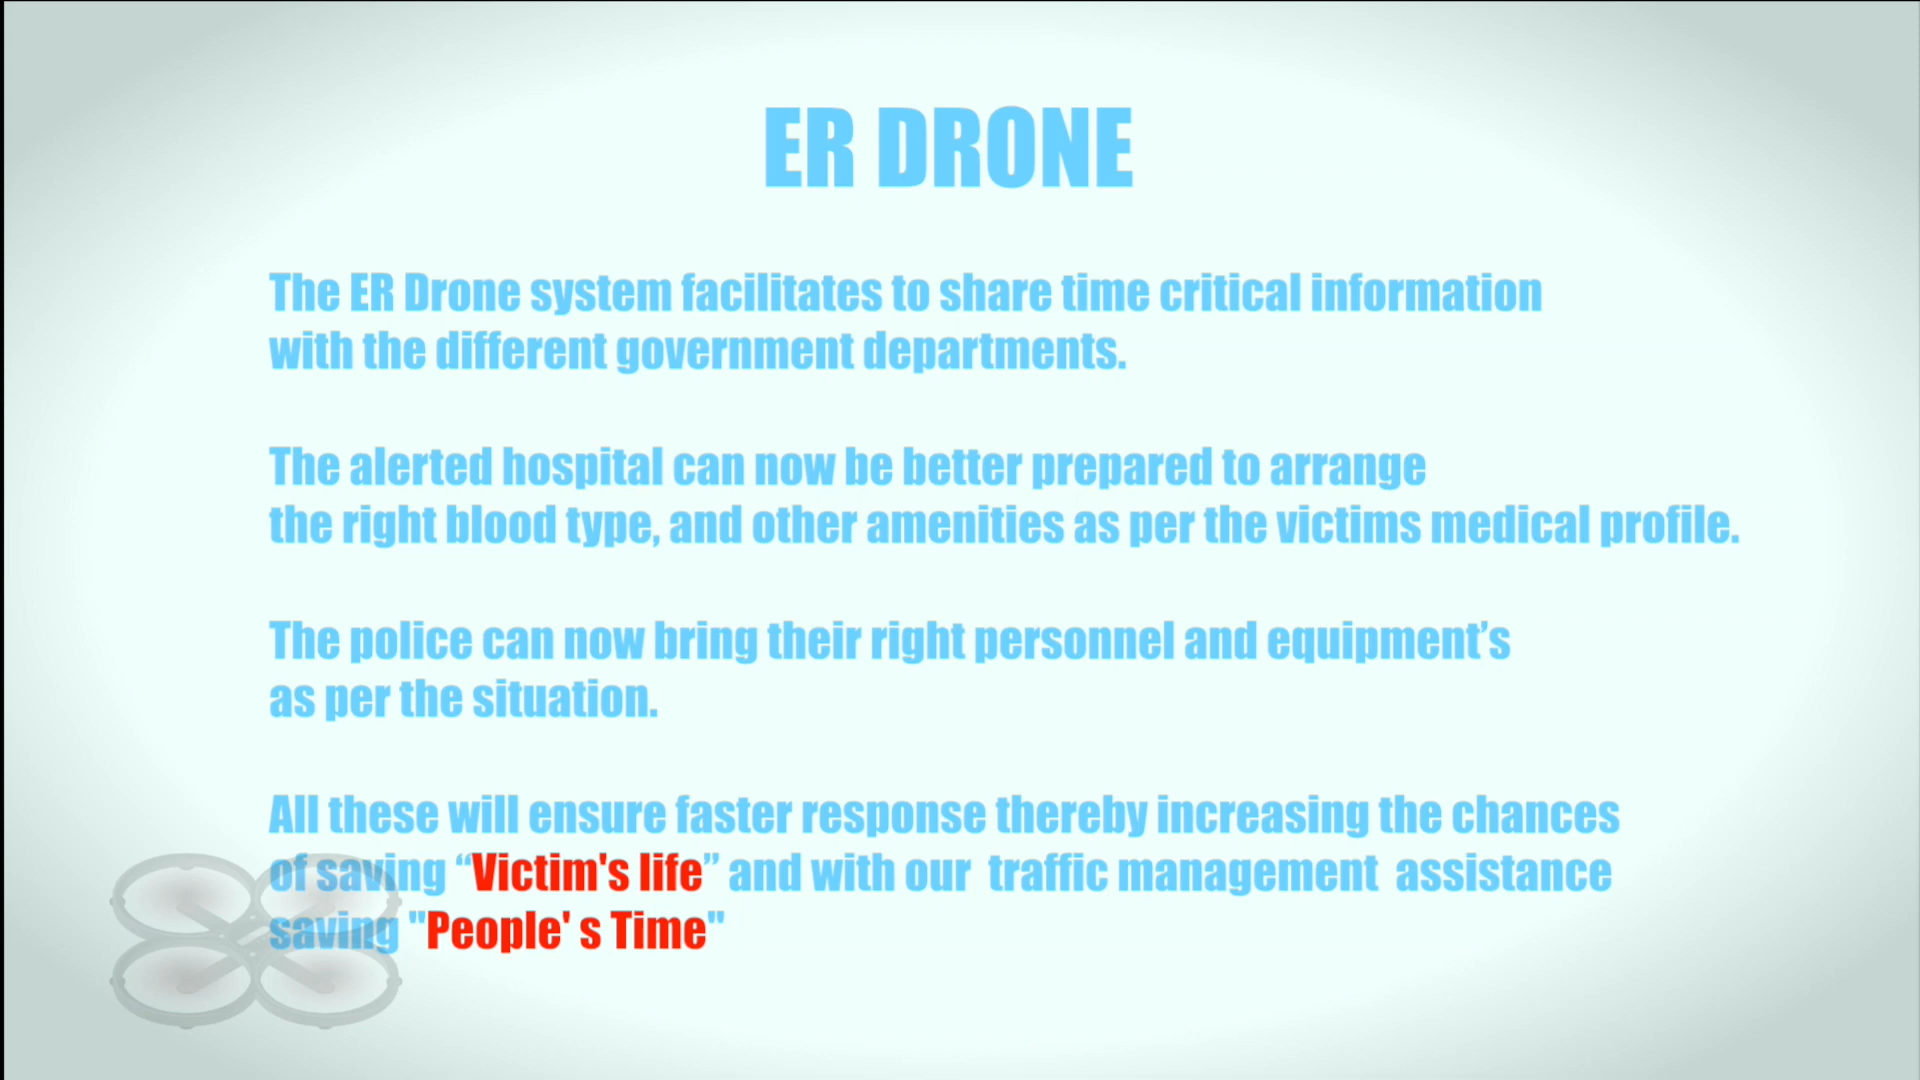 ER DRONE
The ER Drone system facilitates to share time critical information
with the different government departments.
The alerted hospital can now be better prepared to arrange
the right blood type, and other amenities as per the victims medical profile.
The police can now bring their right personnel and equipment’s
as per the situation.
All these will ensure faster response thereby increasing the chances
of saving “Victim's life” and with our traffic management assistance
saving "People' s Time"